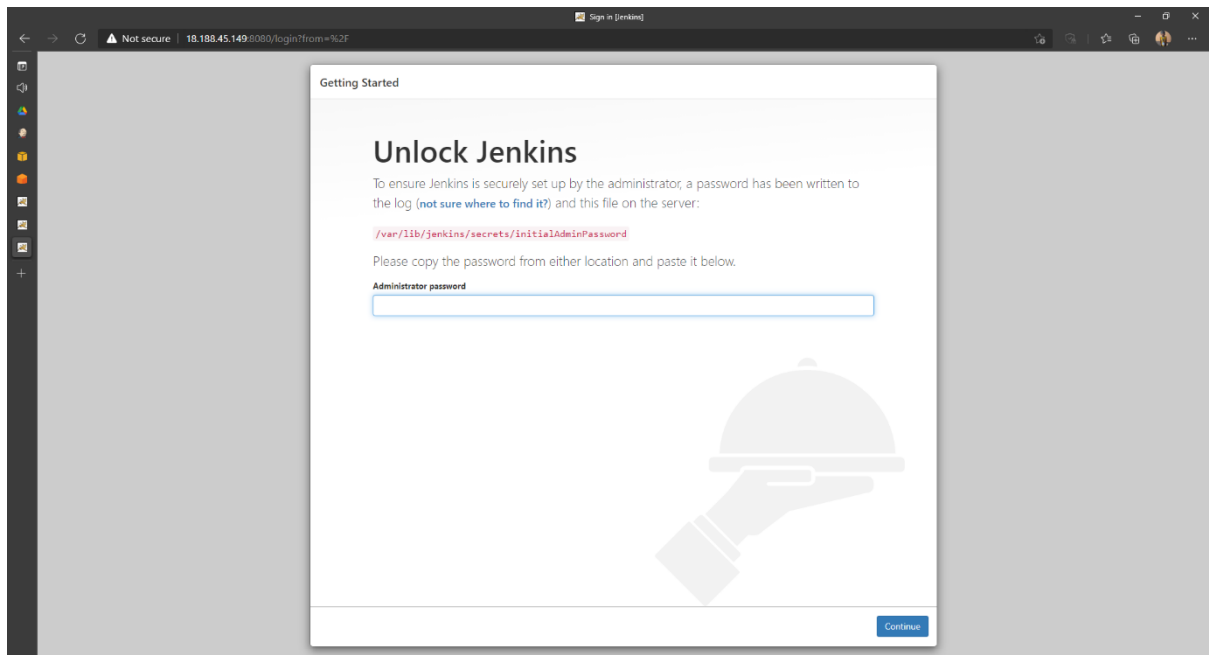 Sign in [Jenkins]
Not secure | 18.188.45.149:8080/login?from=%2F
Getting Started
Unlock Jenkins
To ensure Jenkins is securely set up by the administrator, a password has been written to
the log (not sure where to find it?) and this file on the server:
/var/lib/jenkins/secrets/initialAdminPassword
Please copy the password from either location and paste it below.
Administrator password
Continue